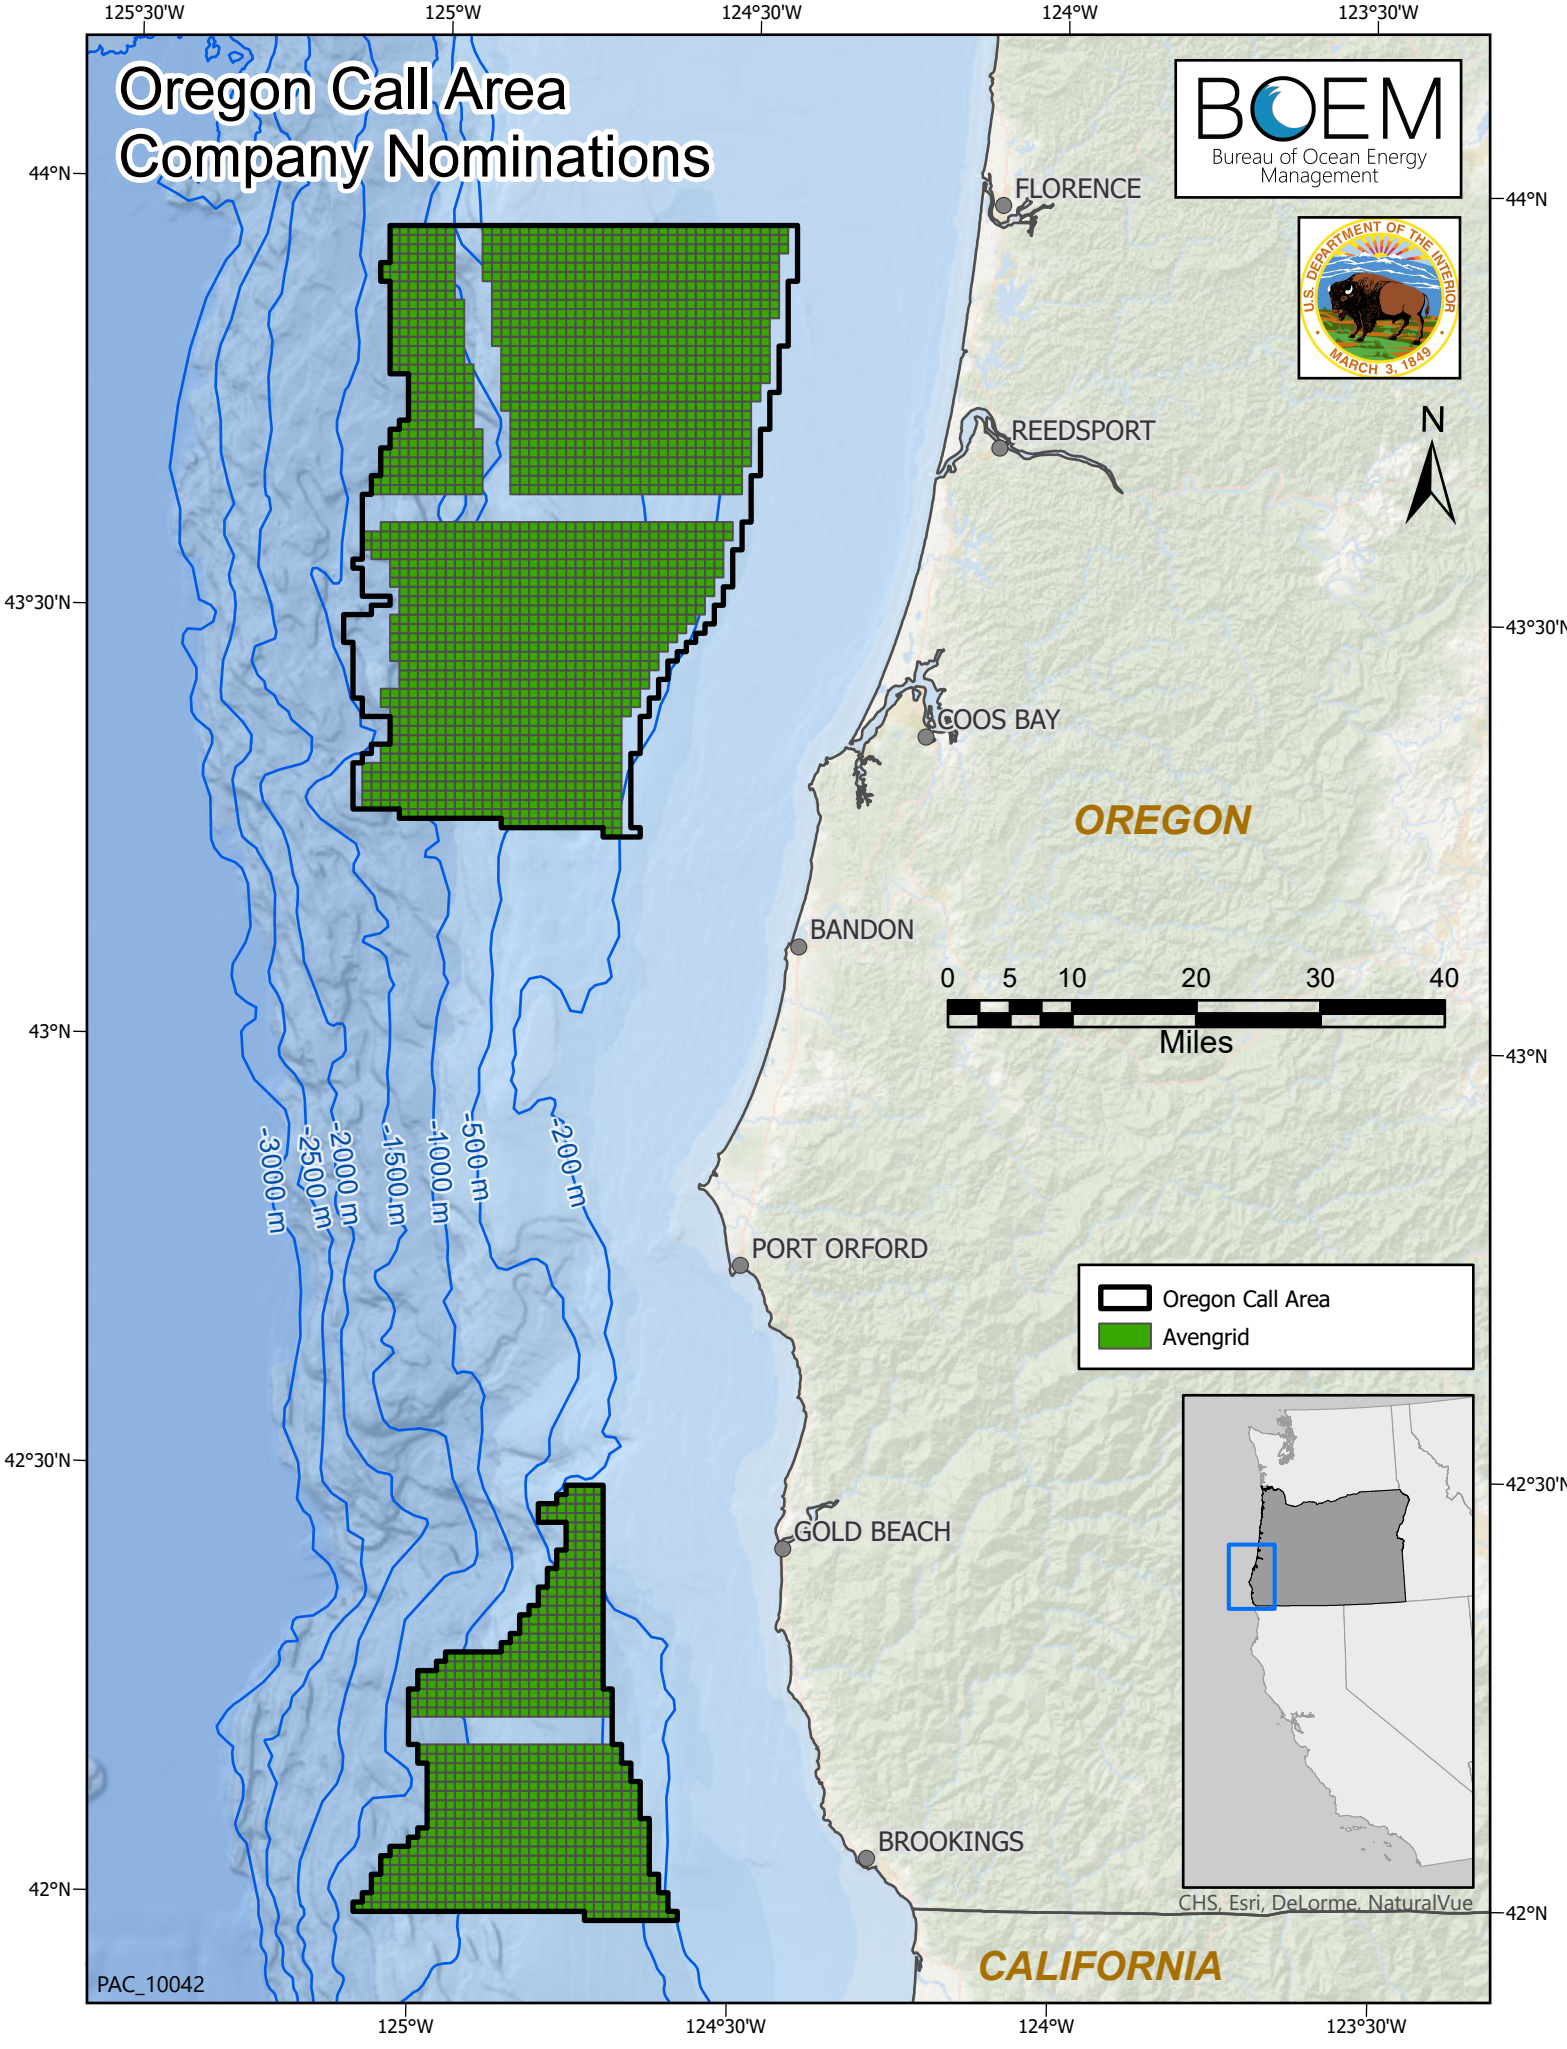 125°30'W 125°W 124°30'W 124°W 123°30'W
Oregon Call Area
Company Nominations
BOEM
Bureau of Ocean Energy
Management
44°N
44°N
FLORENCE
U.S. DEPARTMENT OF THE INTERIOR
MARCH 3, 1849
N
REEDSPORT
43°30'N
43°30'N
COOS BAY
OREGON
BANDON
0 5 10 20 30 40
Miles
43°N
43°N
-3000 m
-2500 m
-2000 m
-1500 m
-1000 m
-500 m
-200 m
PORT ORFORD
Oregon Call Area
Avengrid
42°30'N
42°30'N
GOLD BEACH
BROOKINGS
42°N
CHS, Esri, DeLorme, NaturalVue
42°N
CALIFORNIA
PAC_10042
125°W 124°30'W 124°W 123°30'W